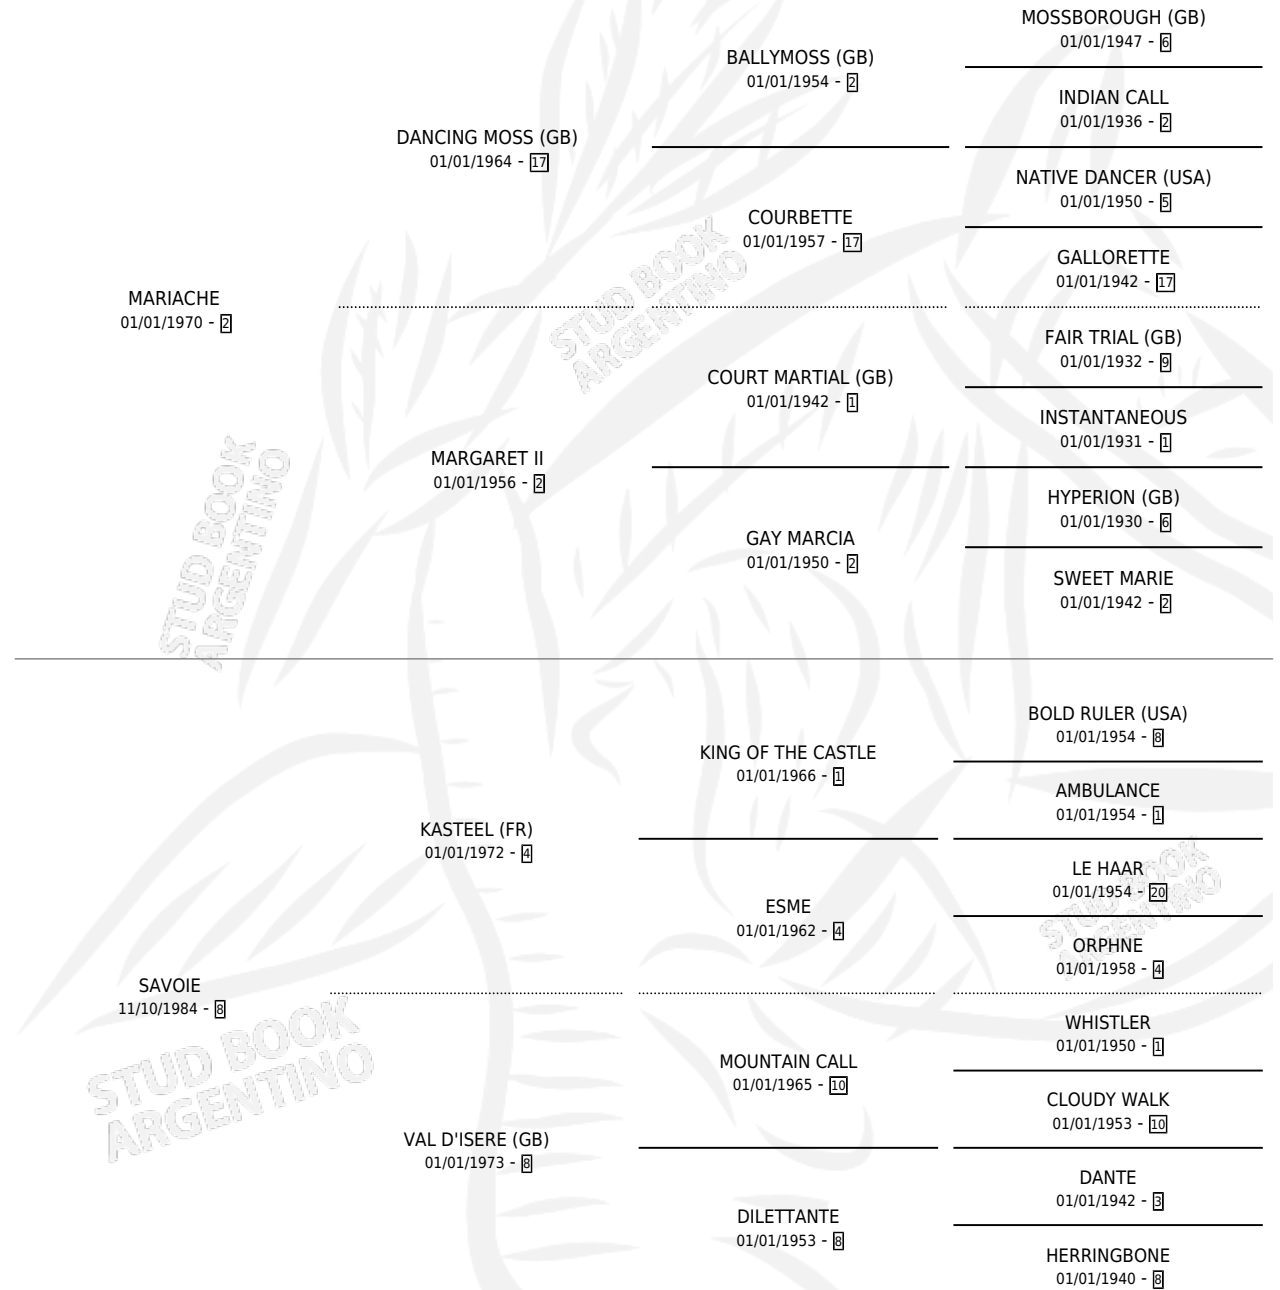 MOSSBOROUGH (GB)
01/01/1947 - 6
BALLYMOSS (GB)
01/01/1954 - 2
INDIAN CALL
01/01/1936 - 2
DANCING MOSS (GB)
01/01/1964 - 17
NATIVE DANCER (USA)
01/01/1950 - 5
COURBETTE
01/01/1957 - 17
GALLORETTE
01/01/1942 - 17
MARIACHE
01/01/1970 - 2
FAIR TRIAL (GB)
01/01/1932 - 9
COURT MARTIAL (GB)
01/01/1942 - 1
INSTANTANEOUS
01/01/1931 - 1
MARGARET II
01/01/1956 - 2
HYPERION (GB)
01/01/1930 - 6
GAY MARCIA
01/01/1950 - 2
SWEET MARIE
01/01/1942 - 2
BOLD RULER (USA)
01/01/1954 - 8
KING OF THE CASTLE
01/01/1966 - 1
AMBULANCE
01/01/1954 - 1
KASTEEL (FR)
01/01/1972 - 4
LE HAAR
01/01/1954 - 20
ESME
01/01/1962 - 4
ORPHNE
01/01/1958 - 4
SAVOIE
11/10/1984 - 8
WHISTLER
01/01/1950 - 1
MOUNTAIN CALL
01/01/1965 - 10
CLOUDY WALK
01/01/1953 - 10
VAL D'ISERE (GB)
01/01/1973 - 8
DANTE
01/01/1942 - 3
DILETTANTE
01/01/1953 - 8
HERRINGBONE
01/01/1940 - 8
STUD BOOK
ARGENTINO
STUD BOOK
ARGENTINO
STUD BOOK
ARGENTINO
STUD BOOK
ARGENTINO